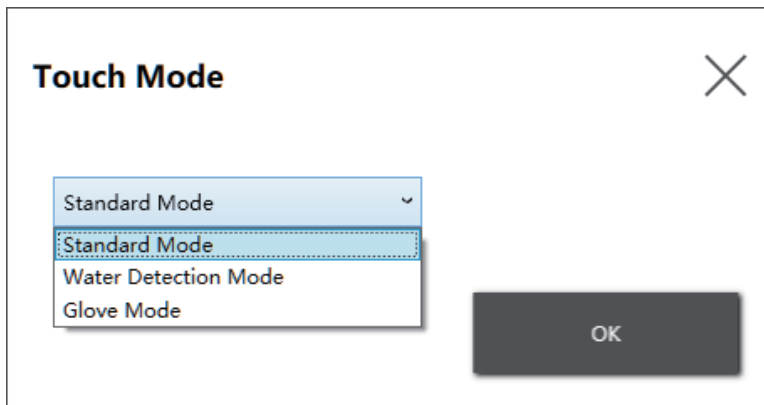 Touch Mode
Standard Mode
Standard Mode
Water Detection Mode
Glove Mode
OK